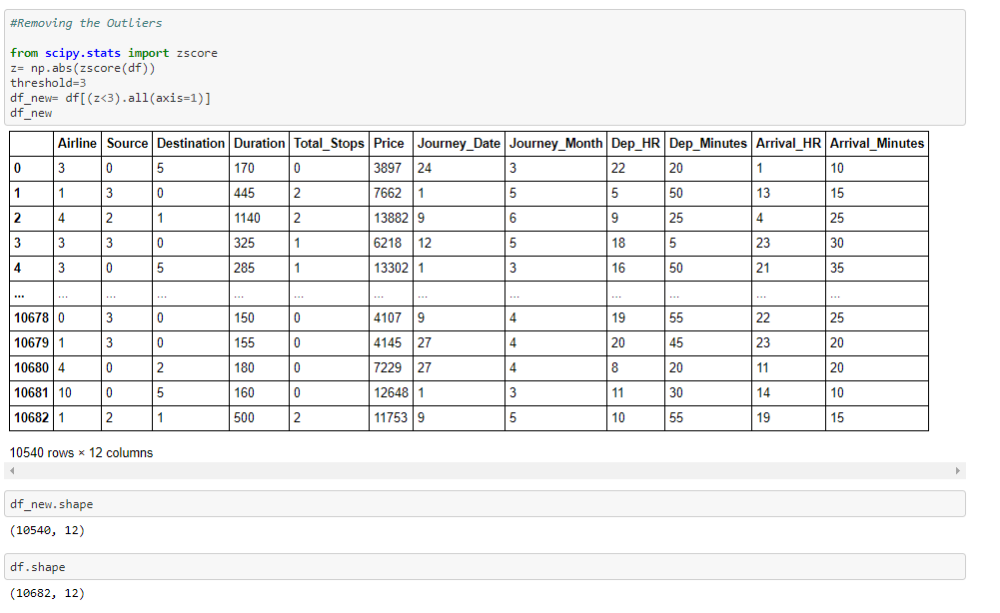 #Removing the Outliers
from scipy.stats import zscore
z= np.abs(zscore(df))
threshold=3
df_new= df[(z<3).all(axis=1)]
df_new
Airline Source Destination Duration Total_Stops Price Journey_Date Journey_Month Dep_HR Dep_Minutes Arrival_HR Arrival_Minutes
0 3 0 5 170 0 3897 24 3 22 20 1 10
1 1 3 0 445 2 7662 1 5 5 50 13 15
2 4 2 1 1140 2 13882 9 6 9 25 4 25
3 3 3 0 325 1 6218 12 5 18 5 23 30
4 3 0 5 285 1 13302 1 3 16 50 21 35
... ... ... ... ... ... ... ... ... ... ... ... ...
10678 0 3 0 150 0 4107 9 4 19 55 22 25
10679 1 3 0 155 0 4145 27 4 20 45 23 20
10680 4 0 2 180 0 7229 27 4 8 20 11 20
10681 10 0 5 160 0 12648 1 3 11 30 14 10
10682 1 2 1 500 2 11753 9 5 10 55 19 15
10540 rows × 12 columns
df_new.shape
(10540, 12)
df.shape
(10682, 12)